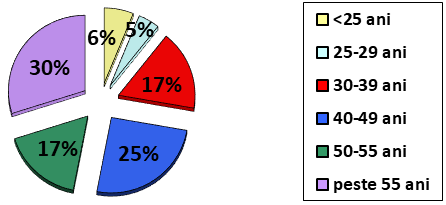 6%
5%
17%
25%
17%
30%
<25 ani
25-29 ani
30-39 ani
40-49 ani
50-55 ani
peste 55 ani